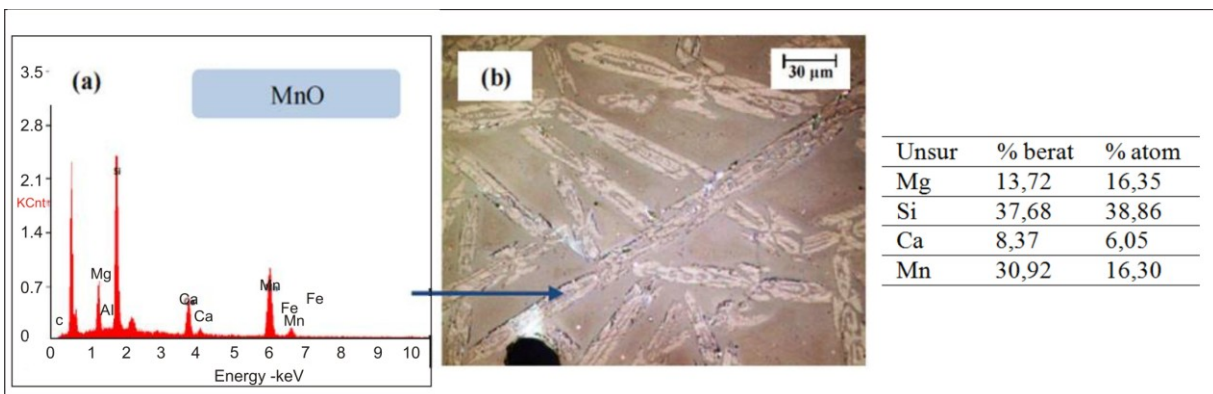 (a)
MnO
3.5
2.8
2.1
KCnt
1.4
0.7
0
c
Mg
Al
Si
Ca
Ca
Mn
Fe
Mn
Fe
0 1 2 3 4 5 6 7 8 9 10
Energy -keV
(b)
30 µm
Unsur % berat % atom
Mg 13,72 16,35
Si 37,68 38,86
Ca 8,37 6,05
Mn 30,92 16,30